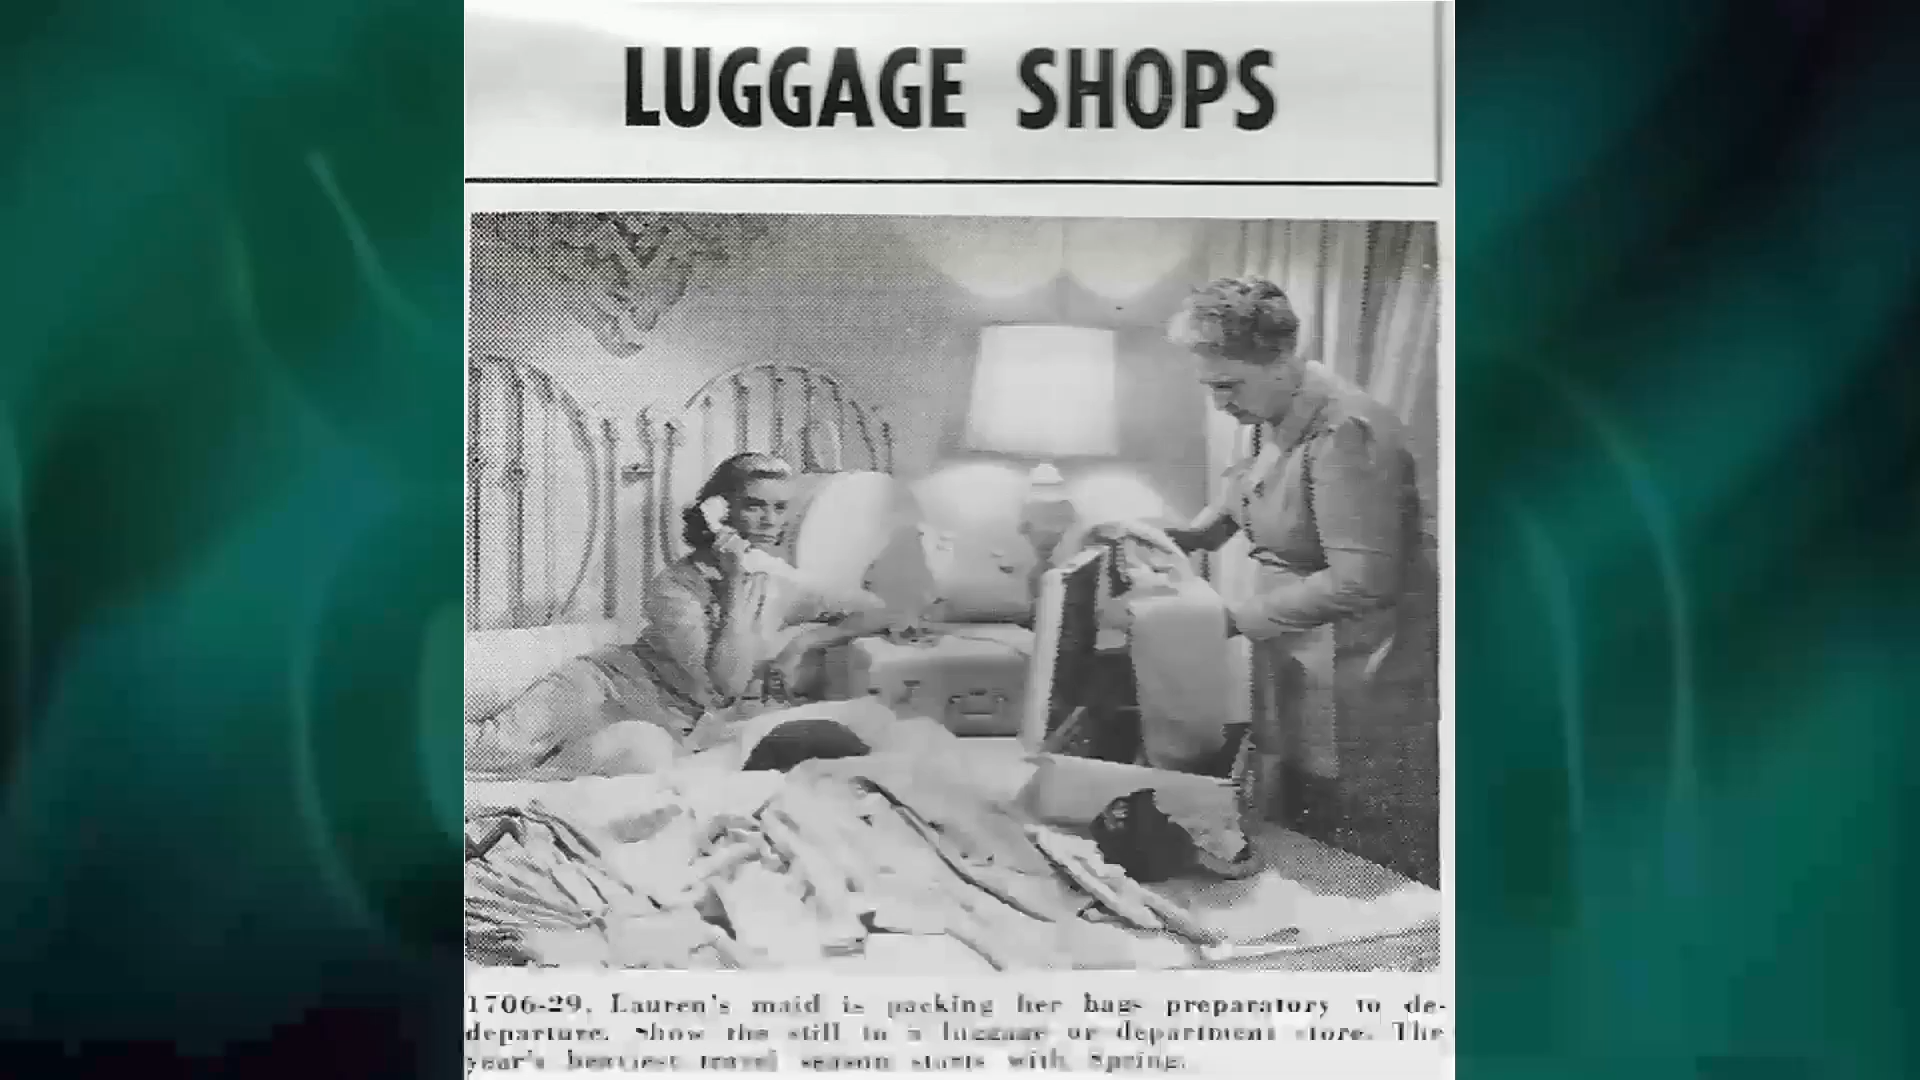 LUGGAGE SHOPS
1706-29. Lauren's maid is packing her bags preparatory to de-
departure. Show the still to a luggage or department store. The
year's heaviest travel season starts with Spring.